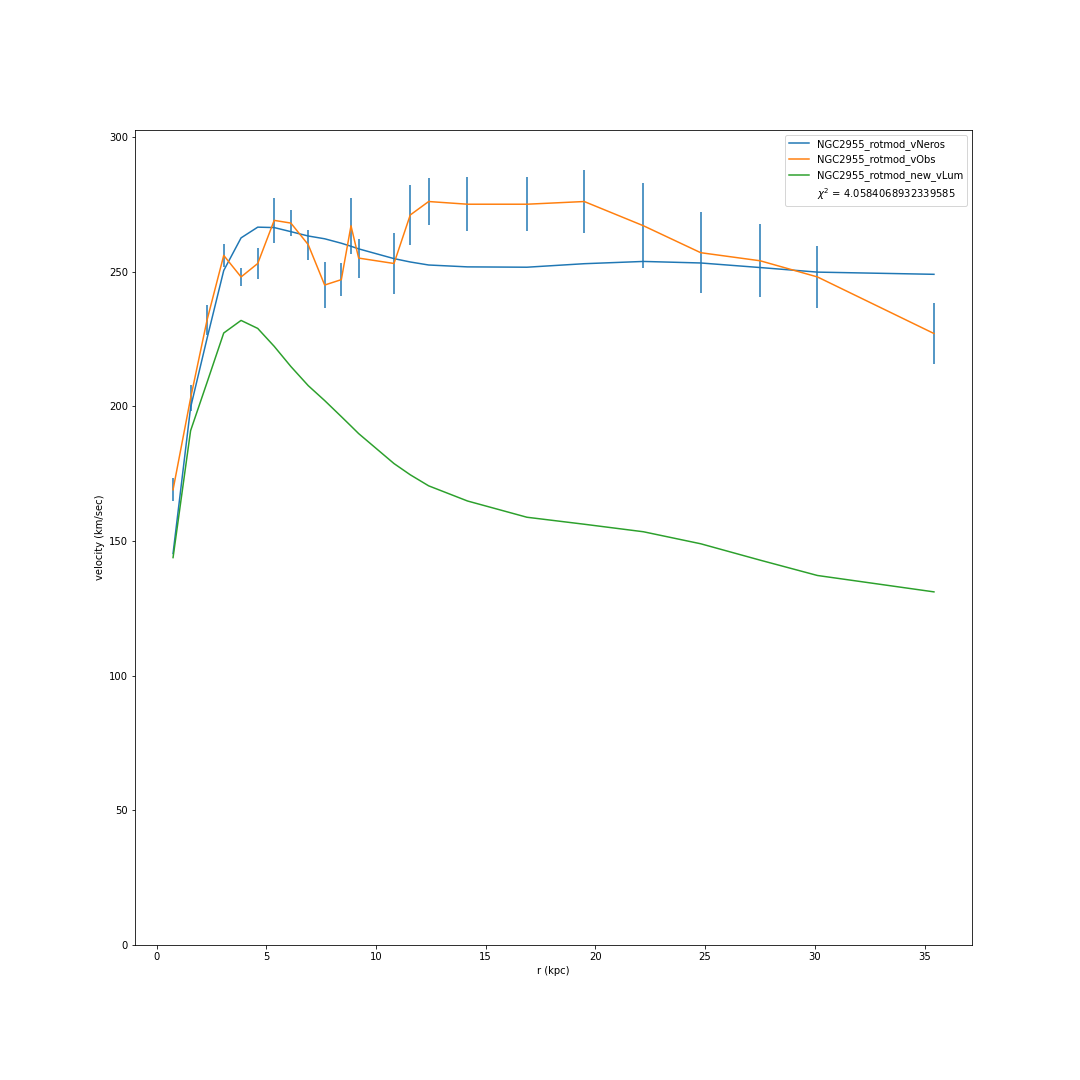 300
250
200
150
100
50
0
velocity (km/sec)
NGC2955_rotmod_vNeros
NGC2955_rotmod_vObs
NGC2955_rotmod_new_vLum
χ² = 4.0584068932339585
0 5 10 15 20 25 30 35
r (kpc)